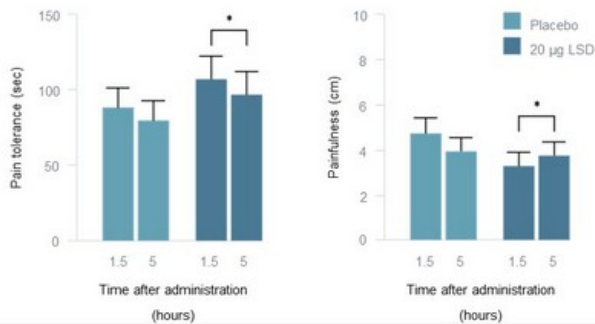 150
100
50
0
Pain tolerance (sec)
*
1.5 5 1.5 5
Time after administration
(hours)
10
8
6
4
2
0
Painfulness (cm)
*
Placebo
20 µg LSD
1.5 5 1.5 5
Time after administration
(hours)